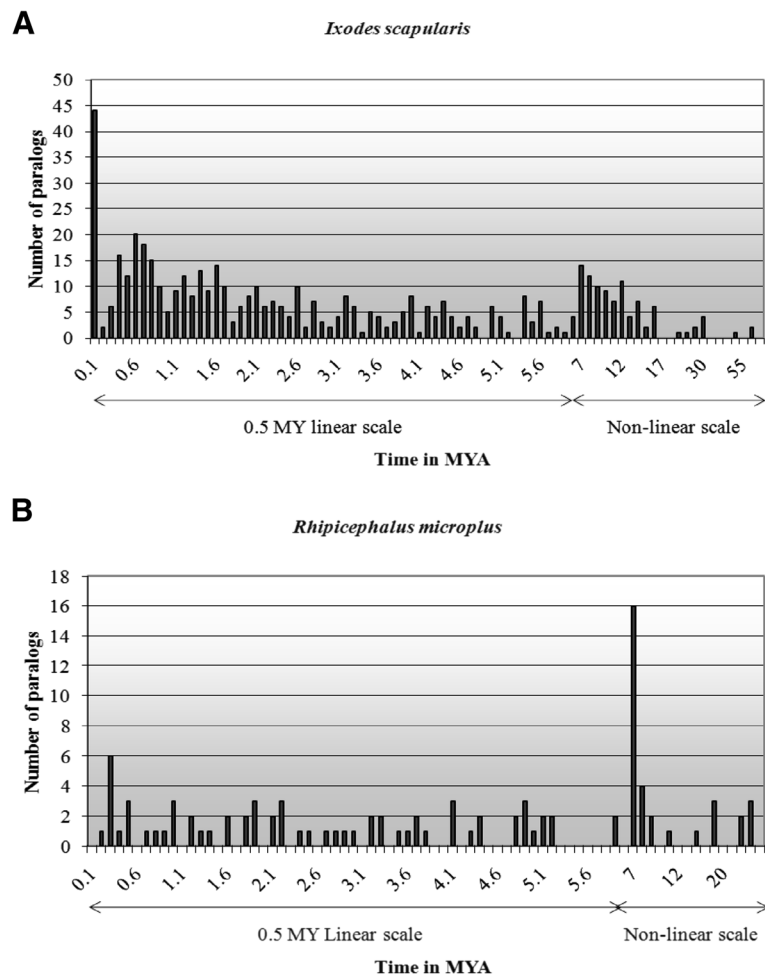 A
Ixodes scapularis
Number of paralogs
50
45
40
35
30
25
20
15
10
5
0
0.1 0.6 1.1 1.6 2.1 2.6 3.1 3.6 4.1 4.6 5.1 5.6 7 12 17 30 55
0.5 MY linear scale Non-linear scale
Time in MYA
B
Rhipicephalus microplus
Number of paralogs
18
16
14
12
10
8
6
4
2
0
0.1 0.6 1.1 1.6 2.1 2.6 3.1 3.6 4.1 4.6 5.1 5.6 7 12 20
0.5 MY Linear scale Non-linear scale
Time in MYA